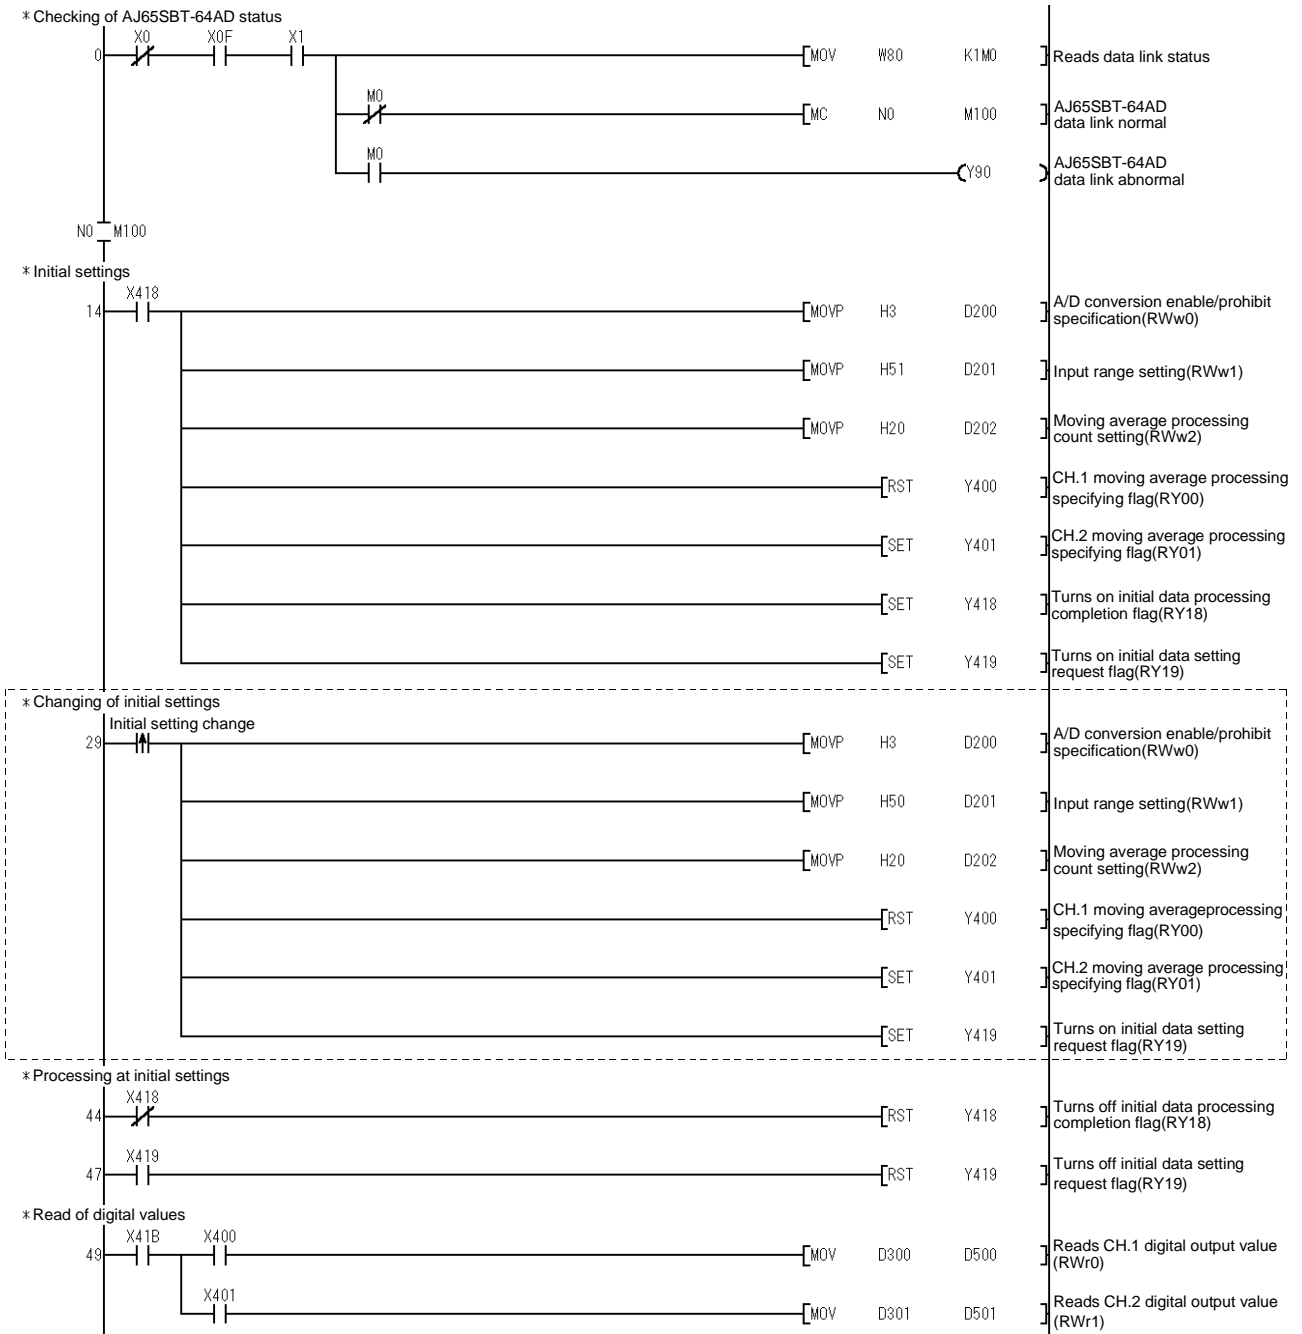 * Checking of AJ65SBT-64AD status
X0 X0F X1
0 MOV W80 K1M0 Reads data link status
M0
MC N0 M100 AJ65SBT-64AD
data link normal
M0
Y90 AJ65SBT-64AD
data link abnormal
N0 M100
* Initial settings
X418
14 MOVP H3 D200 A/D conversion enable/prohibit
specification(RWw0)
MOVP H51 D201 Input range setting(RWw1)
MOVP H20 D202 Moving average processing
count setting(RWw2)
RST Y400 CH.1 moving average processing
specifying flag(RY00)
SET Y401 CH.2 moving average processing
specifying flag(RY01)
SET Y418 Turns on initial data processing
completion flag(RY18)
SET Y419 Turns on initial data setting
request flag(RY19)
* Changing of initial settings
Initial setting change
29 MOVP H3 D200 A/D conversion enable/prohibit
specification(RWw0)
MOVP H50 D201 Input range setting(RWw1)
MOVP H20 D202 Moving average processing
count setting(RWw2)
RST Y400 CH.1 moving averageprocessing
specifying flag(RY00)
SET Y401 CH.2 moving average processing
specifying flag(RY01)
SET Y419 Turns on initial data setting
request flag(RY19)
* Processing at initial settings
X418
44 RST Y418 Turns off initial data processing
completion flag(RY18)
X419
47 RST Y419 Turns off initial data setting
request flag(RY19)
* Read of digital values
X41B X400
49 MOV D300 D500 Reads CH.1 digital output value
(RWr0)
X401
MOV D301 D501 Reads CH.2 digital output value
(RWr1)